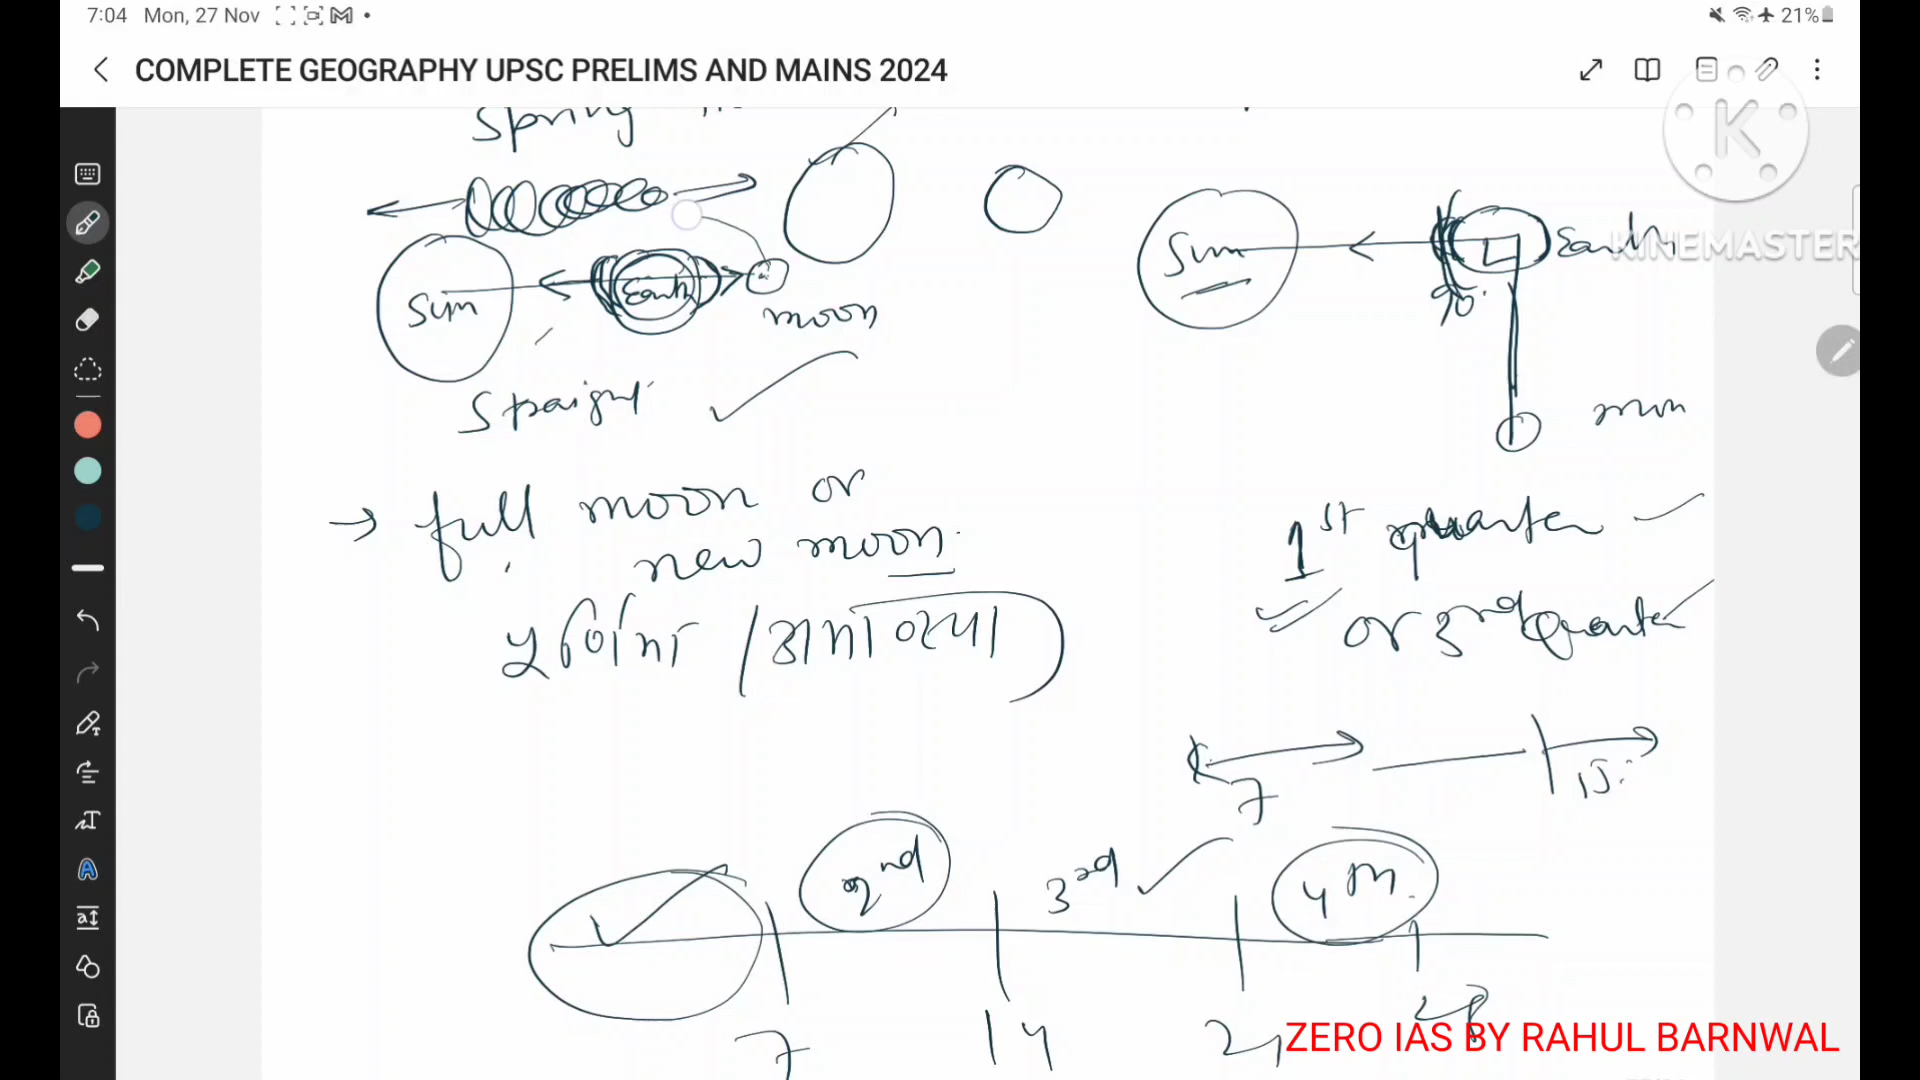 7:04 Mon, 27 Nov
21%
COMPLETE GEOGRAPHY UPSC PRELIMS AND MAINS 2024
K
KINEMASTER
Spring
Sun
Earth
moon
Straight
Sun
Earth
90°
→ full moon or
new moon.
पूर्णिमा / अमावस्या
1st quarter
or 3rd Quarter
7
15
2nd
3rd
4th
7
14
21
28
ZERO IAS BY RAHUL BARNWAL